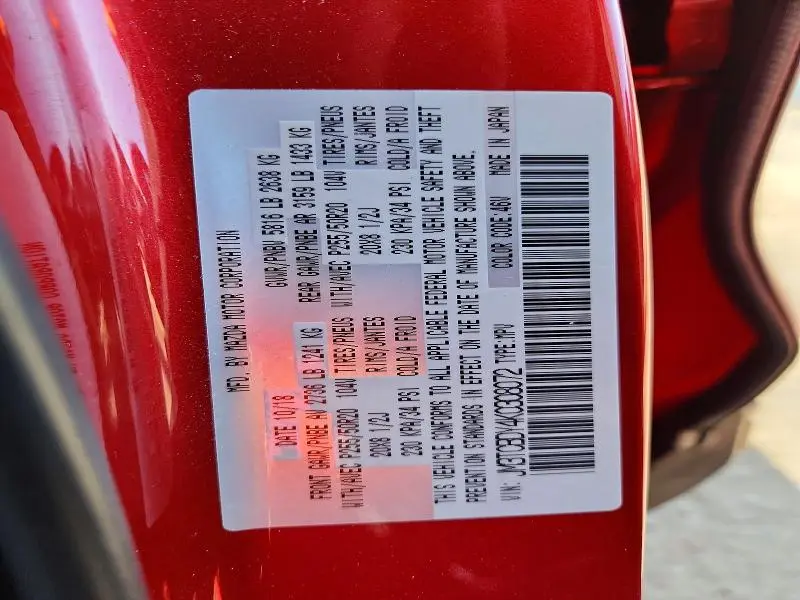 MFD. BY MAZDA MOTOR CORPORATION
DATE 10/18 GVWR/PNBV 5816 LB 2638 KG
FRONT GAWR/PNBE AV 2736 LB 1241 KG REAR GAWR/PNBE AR 3159 LB 1433 KG
WITH/AVEC P255/50R20 104V TIRES/PNEUS WITH/AVEC P255/50R20 104V TIRES/PNEUS
20X8 1/2J RIMS/JANTES 20X8 1/2J RIMS/JANTES
230 KPA/34 PSI COLD/A FROID 230 KPA/34 PSI COLD/A FROID
THIS VEHICLE CONFORMS TO ALL APPLICABLE FEDERAL MOTOR VEHICLE SAFETY AND THEFT
PREVENTION STANDARDS IN EFFECT ON THE DATE OF MANUFACTURE SHOWN ABOVE.
VIN: JM3TCBDY4K0308072 TYPE:MPV COLOR CODE:46V MADE IN JAPAN